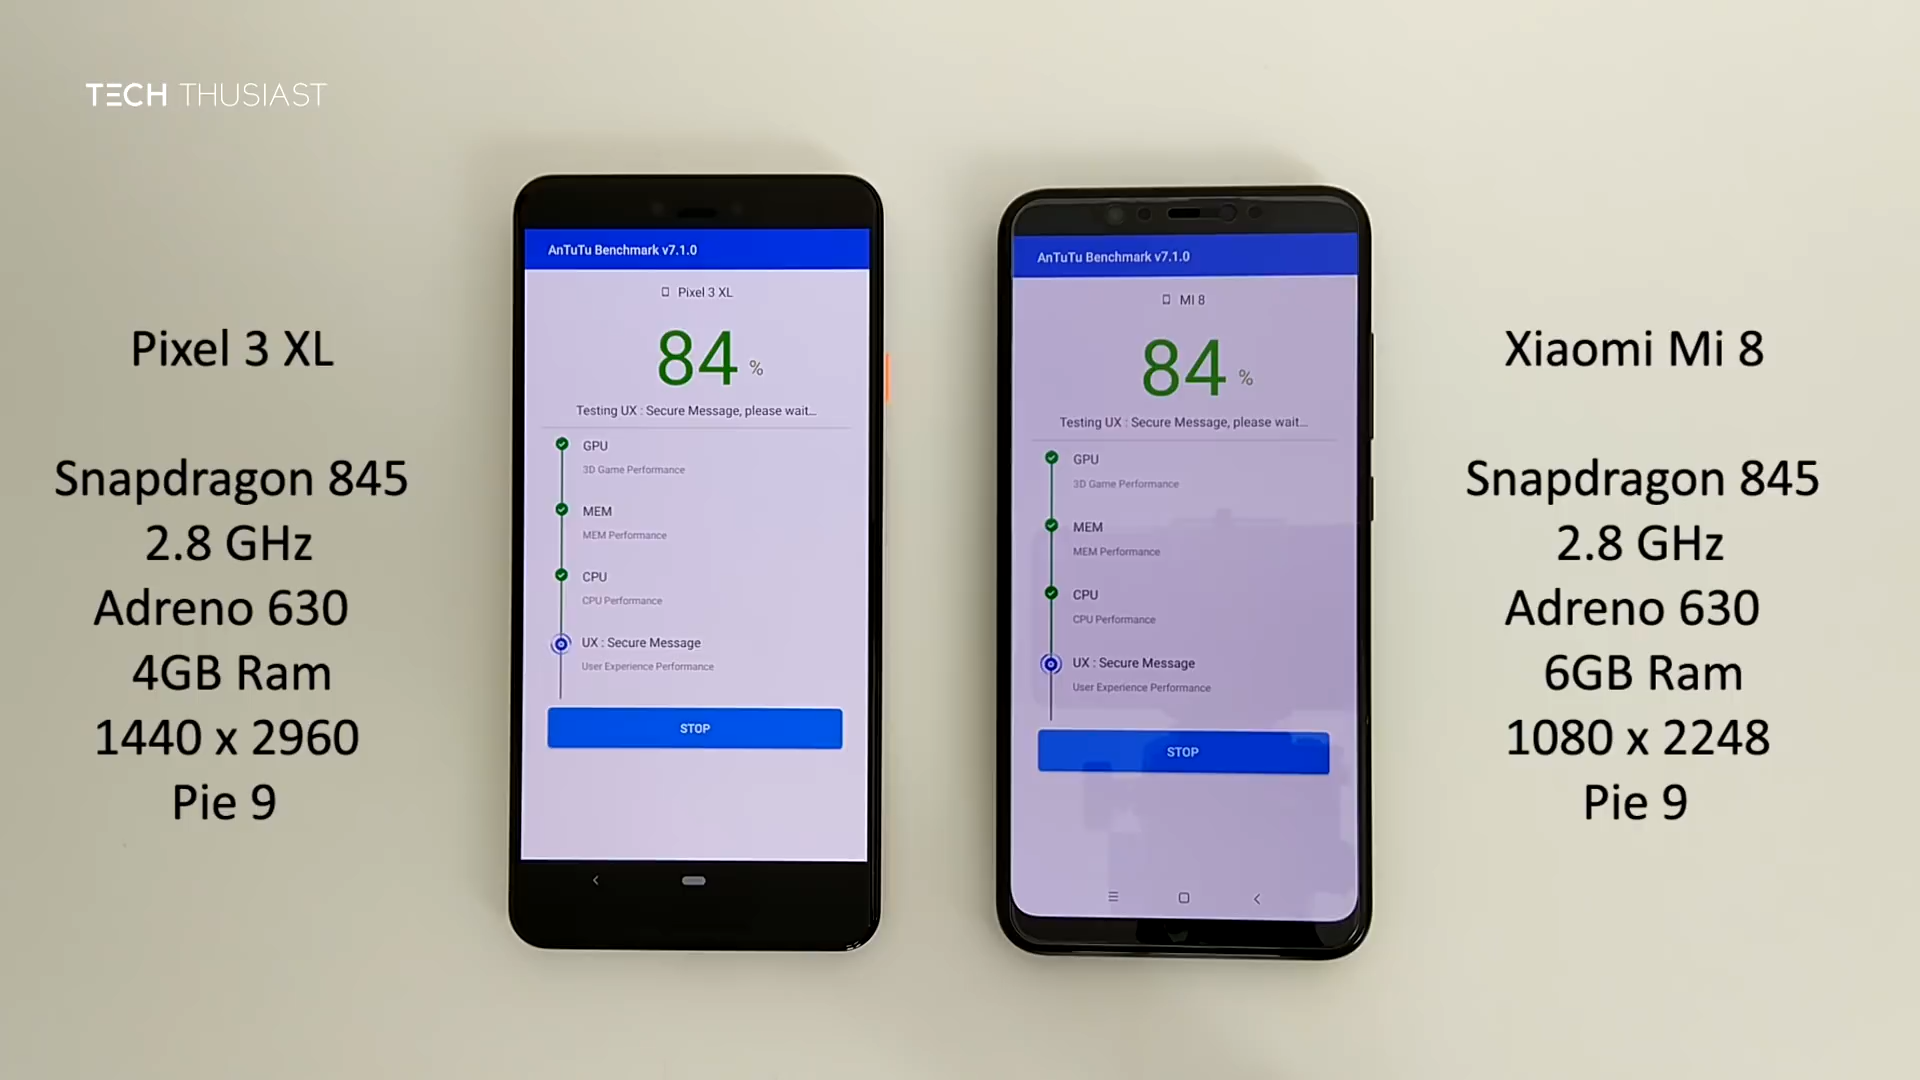 TECH THUSIAST
Pixel 3 XL
Snapdragon 845
2.8 GHz
Adreno 630
4GB Ram
1440 x 2960
Pie 9
AnTuTu Benchmark v7.1.0
Pixel 3 XL
84 %
Testing UX : Secure Message, please wait...
GPU
3D Game Performance
MEM
MEM Performance
CPU
CPU Performance
UX : Secure Message
User Experience Performance
STOP
AnTuTu Benchmark v7.1.0
MI 8
84 %
Testing UX : Secure Message, please wait...
GPU
3D Game Performance
MEM
MEM Performance
CPU
CPU Performance
UX : Secure Message
User Experience Performance
STOP
Xiaomi Mi 8
Snapdragon 845
2.8 GHz
Adreno 630
6GB Ram
1080 x 2248
Pie 9